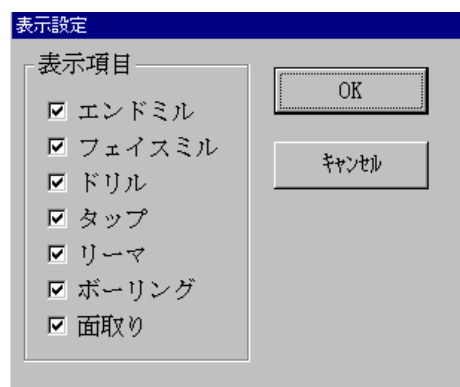 表示設定
表示項目
エンドミル
フェイスミル
ドリル
タップ
リーマ
ボーリング
面取り
OK
キャンセル